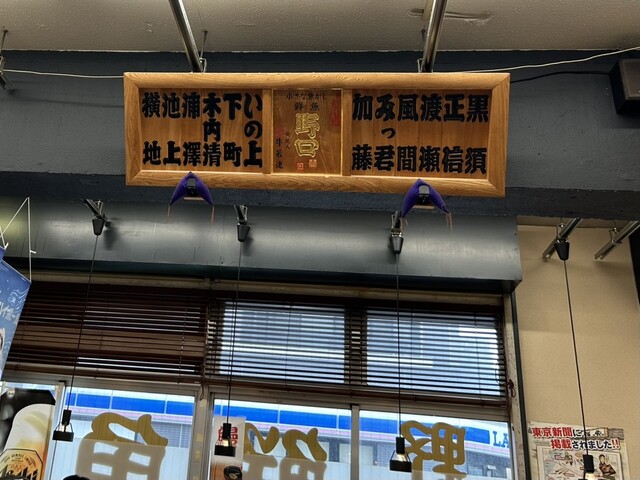 黒須
正信
渡瀬
風間
みっ君
加藤
鮮魚
野口
いの上
下町
木内清
浦澤
池上
横地
東京新聞に
掲載されました!!
LA